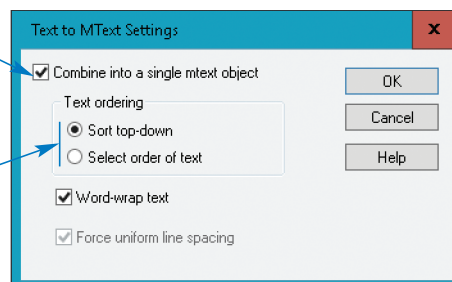 Text to MText Settings
x
Combine into a single mtext object
Text ordering
Sort top-down
Select order of text
Word-wrap text
Force uniform line spacing
OK
Cancel
Help